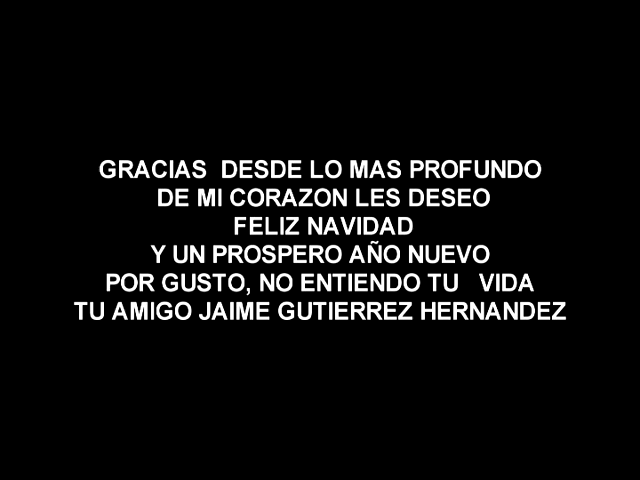 GRACIAS  DESDE LO MAS PROFUNDO
DE MI CORAZON LES DESEO
FELIZ NAVIDAD
Y UN PROSPERO AÑO NUEVO
POR GUSTO, NO ENTIENDO TU   VIDA
TU AMIGO JAIME GUTIERREZ HERNANDEZ